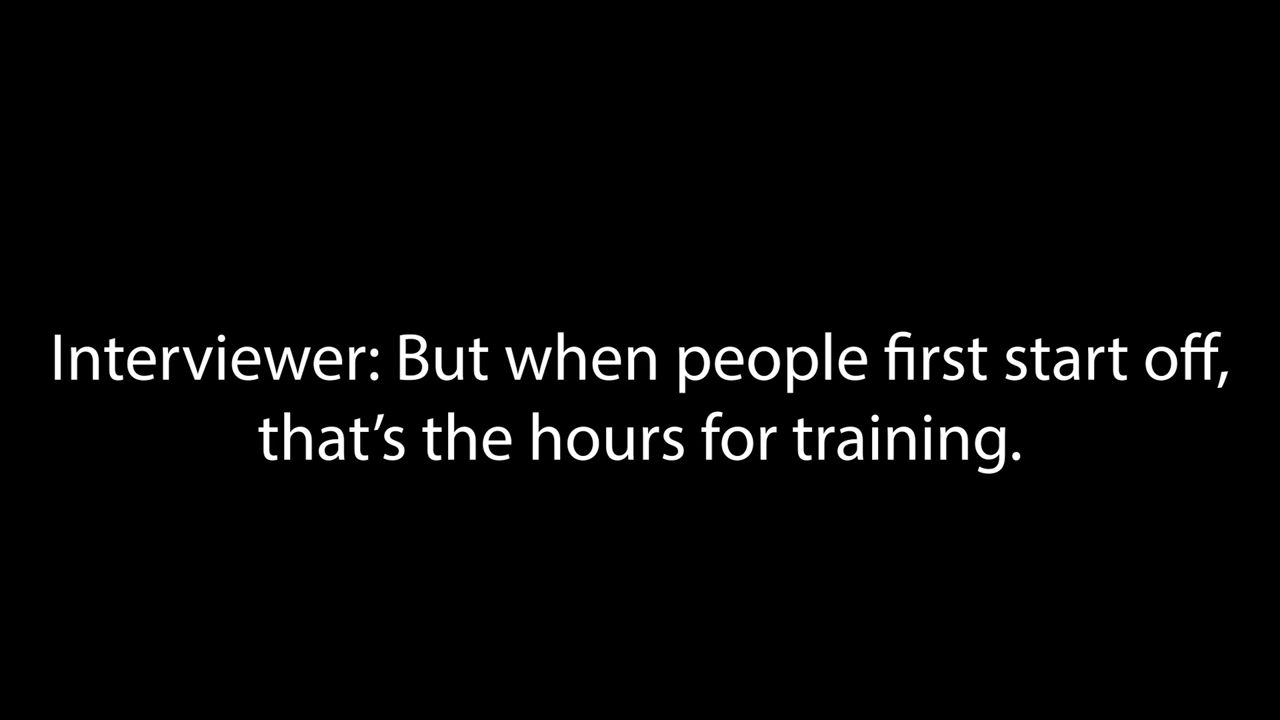 Interviewer: But when people first start off,
that’s the hours for training.